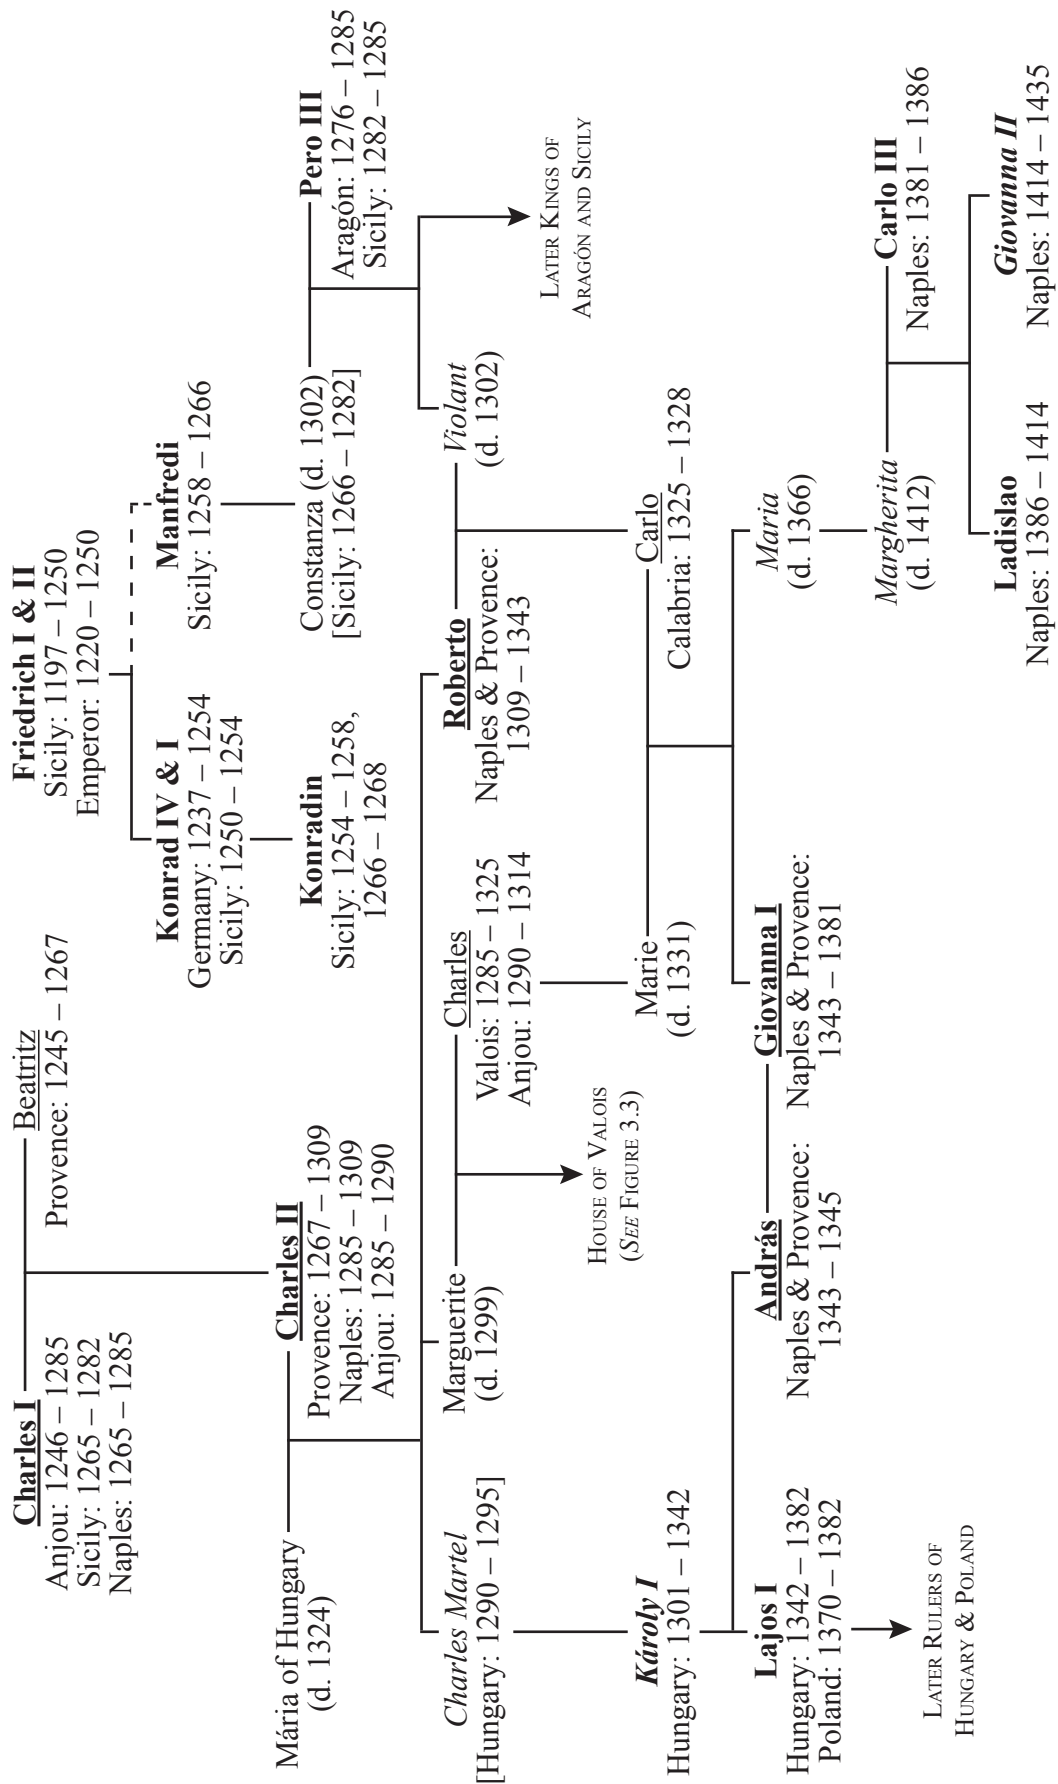 Charles I
Anjou: 1246 – 1285
Sicily: 1265 – 1282
Naples: 1265 – 1285
Beatritz
Provence: 1245 – 1267
Friedrich I & II
Sicily: 1197 – 1250
Emperor: 1220 – 1250
Konrad IV & I
Germany: 1237 – 1254
Sicily: 1250 – 1254
Manfredi
Sicily: 1258 – 1266
Mária of Hungary
(d. 1324)
Charles II
Provence: 1267 – 1309
Naples: 1285 – 1309
Anjou: 1285 – 1290
Konradin
Sicily: 1254 – 1258,
1266 – 1268
Constanza (d. 1302)
[Sicily: 1266 – 1282]
Pero III
Aragón: 1276 – 1285
Sicily: 1282 – 1285
Charles Martel
[Hungary: 1290 – 1295]
Marguerite
(d. 1299)
Charles
Valois: 1285 – 1325
Anjou: 1290 – 1314
Roberto
Naples & Provence:
1309 – 1343
Violant
(d. 1302)
Later Kings of
Aragón and Sicily
House of Valois
(See Figure 3.3)
Károly I
Hungary: 1301 – 1342
Marie
(d. 1331)
Carlo
Calabria: 1325 – 1328
Lajos I
Hungary: 1342 – 1382
Poland: 1370 – 1382
András
Naples & Provence:
1343 – 1345
Giovanna I
Naples & Provence:
1343 – 1381
Maria
(d. 1366)
Margherita
(d. 1412)
Carlo III
Naples: 1381 – 1386
Later Rulers of
Hungary & Poland
Ladislao
Naples: 1386 – 1414
Giovanna II
Naples: 1414 – 1435